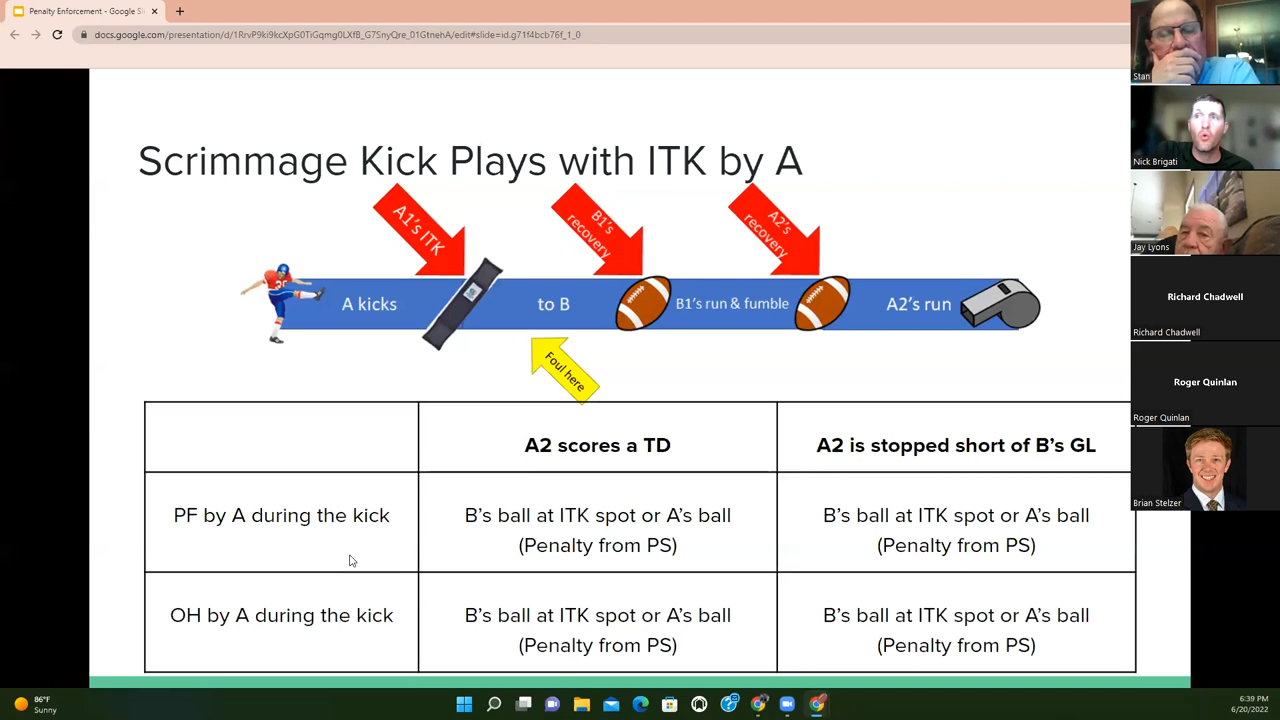 Penalty Enforcement - Google Sl
docs.google.com/presentation/d/1RrvP9ki9kcXpG0TiGqmg0LXfB_G7SnyQre_01GtnehA/edit#slide=id.g71f4bcb76f_1_0
Scrimmage Kick Plays with ITK by A
A1's ITK
B1's
recovery
A2's
recovery
A kicks
to B
B1's run & fumble
A2's run
Foul here
A2 scores a TD
A2 is stopped short of B's GL
PF by A during the kick
B's ball at ITK spot or A's ball
(Penalty from PS)
B's ball at ITK spot or A's ball
(Penalty from PS)
OH by A during the kick
B's ball at ITK spot or A's ball
(Penalty from PS)
B's ball at ITK spot or A's ball
(Penalty from PS)
Stan
Nick Brigati
Jay Lyons
Richard Chadwell
Richard Chadwell
Roger Quinlan
Roger Quinlan
Brian Stelzer
86°F
Sunny
6:39 PM
6/20/2022